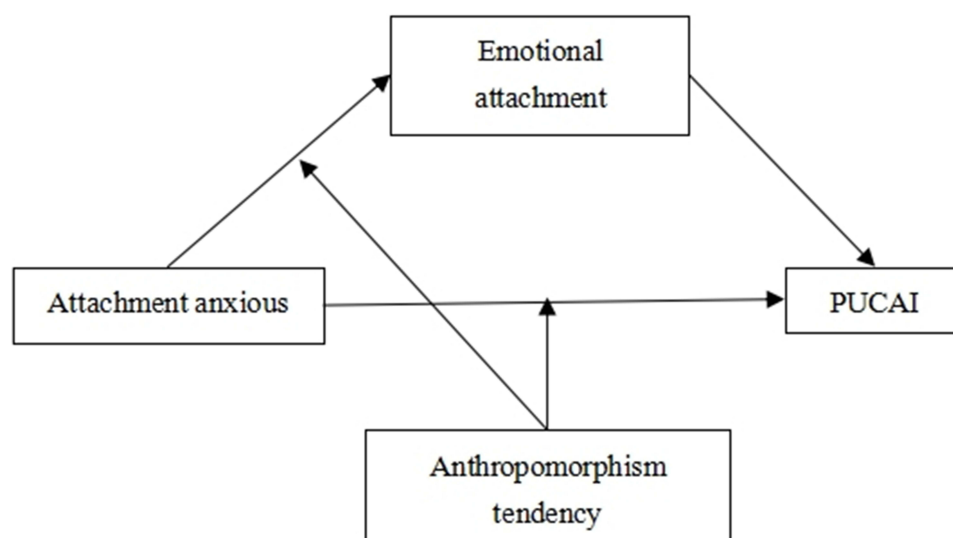 Emotional
attachment
Attachment anxious
PUCAI
Anthropomorphism
tendency